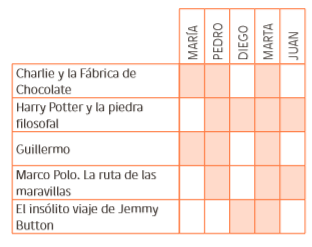 MARÍA
PEDRO
DIEGO
MARTA
JUAN
Charlie y la Fábrica de
Chocolate
Harry Potter y la piedra
filosofal
Guillermo
Marco Polo. La ruta de las
maravillas
El insólito viaje de Jemmy
Button